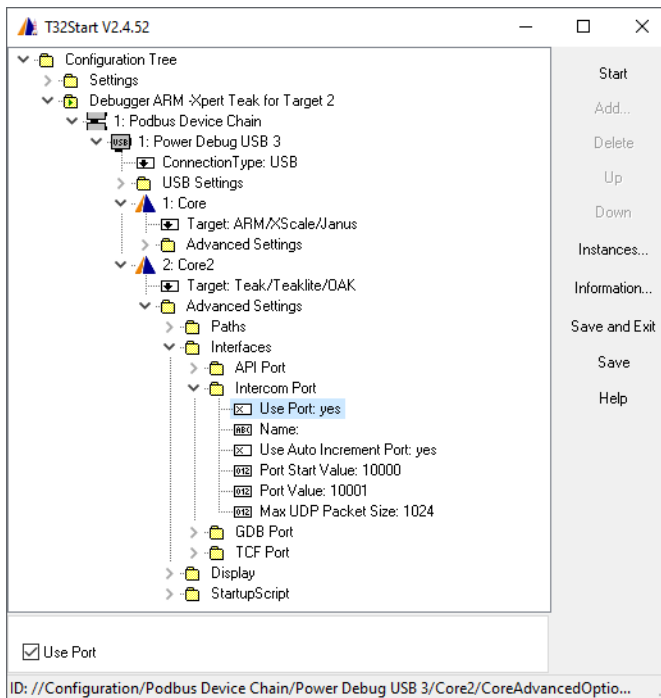 T32Start V2.4.52
Configuration Tree
Settings
Debugger ARM -Xpert Teak for Target 2
1: Podbus Device Chain
USB
1: Power Debug USB 3
ConnectionType: USB
USB Settings
1: Core
Target: ARM/XScale/Janus
Advanced Settings
2: Core2
Target: Teak/Teaklite/OAK
Advanced Settings
Paths
Interfaces
API Port
Intercom Port
Use Port: yes
ABC Name:
Use Auto Increment Port: yes
012 Port Start Value: 10000
012 Port Value: 10001
012 Max UDP Packet Size: 1024
GDB Port
TCF Port
Display
StartupScript
Start
Add...
Delete
Up
Down
Instances...
Information...
Save and Exit
Save
Help
Use Port
ID: //Configuration/Podbus Device Chain/Power Debug USB 3/Core2/CoreAdvancedOptio...